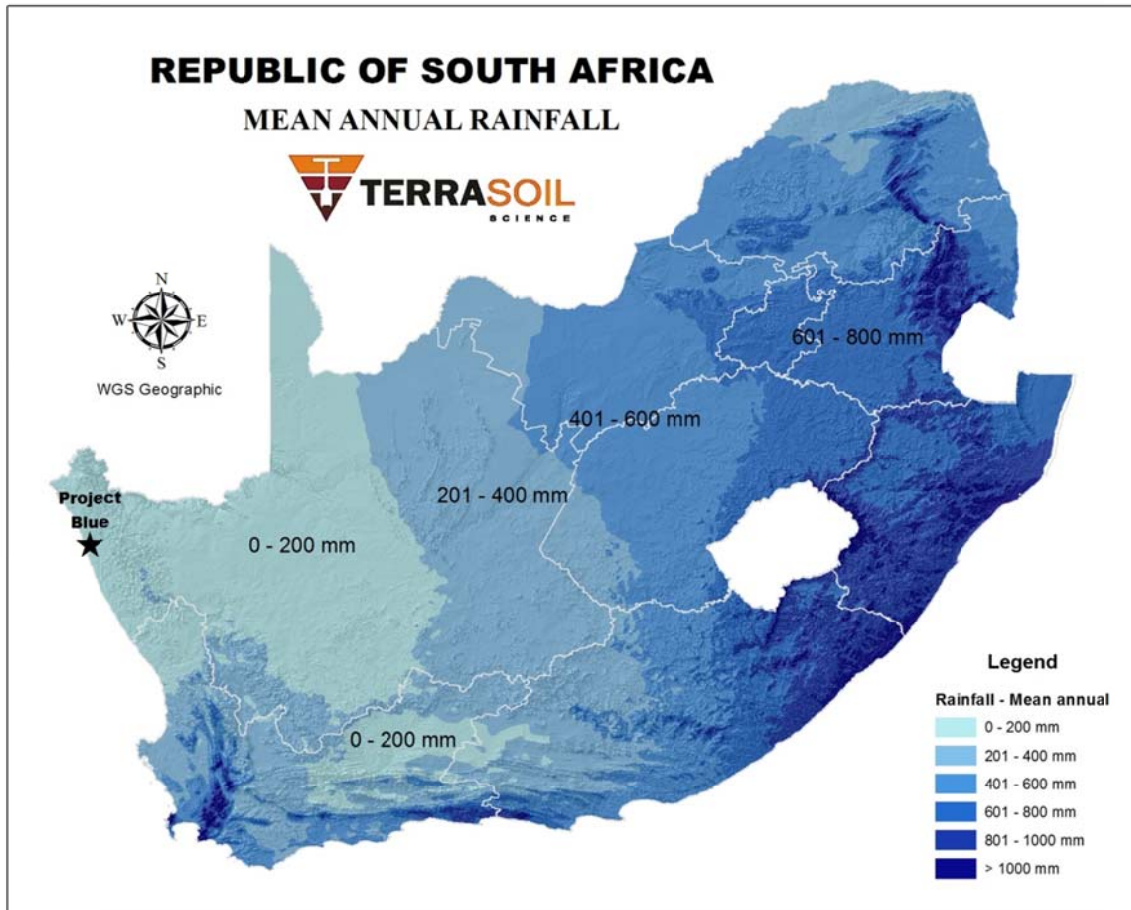 REPUBLIC OF SOUTH AFRICA
MEAN ANNUAL RAINFALL
TERRASOIL
SCIENCE
N
W E
S
WGS Geographic
601 - 800 mm
401 - 600 mm
201 - 400 mm
Project
Blue
0 - 200 mm
0 - 200 mm
Legend
Rainfall - Mean annual
0 - 200 mm
201 - 400 mm
401 - 600 mm
601 - 800 mm
801 - 1000 mm
> 1000 mm